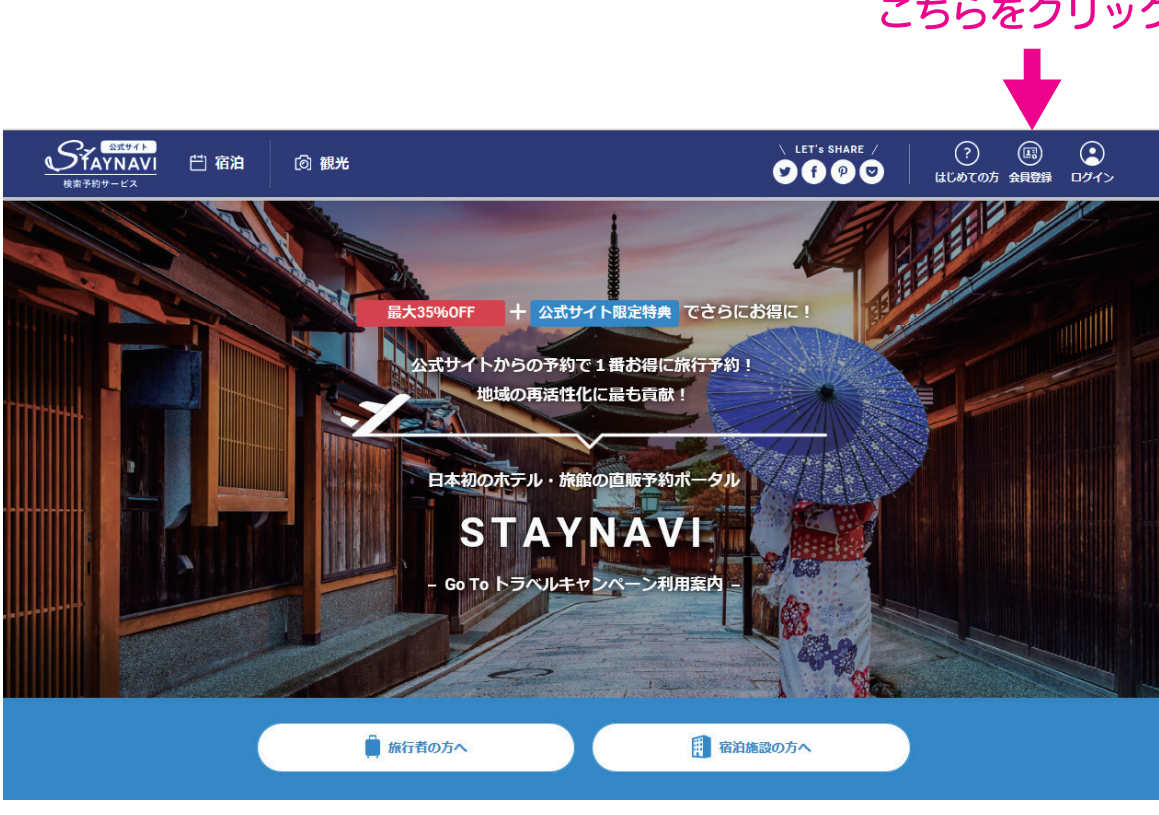 こちらをクリック
公式サイト
STAYNAVI
検索予約サービス
宿泊
観光
\ LET's SHARE /
はじめての方
会員登録
ログイン
最大35%OFF + 公式サイト限定特典 でさらにお得に!
公式サイトからの予約で1番お得に旅行予約!
地域の再活性化に最も貢献!
日本初のホテル・旅館の直販予約ポータル
STAYNAVI
– Go To トラベルキャンペーン利用案内 –
旅行者の方へ
宿泊施設の方へ